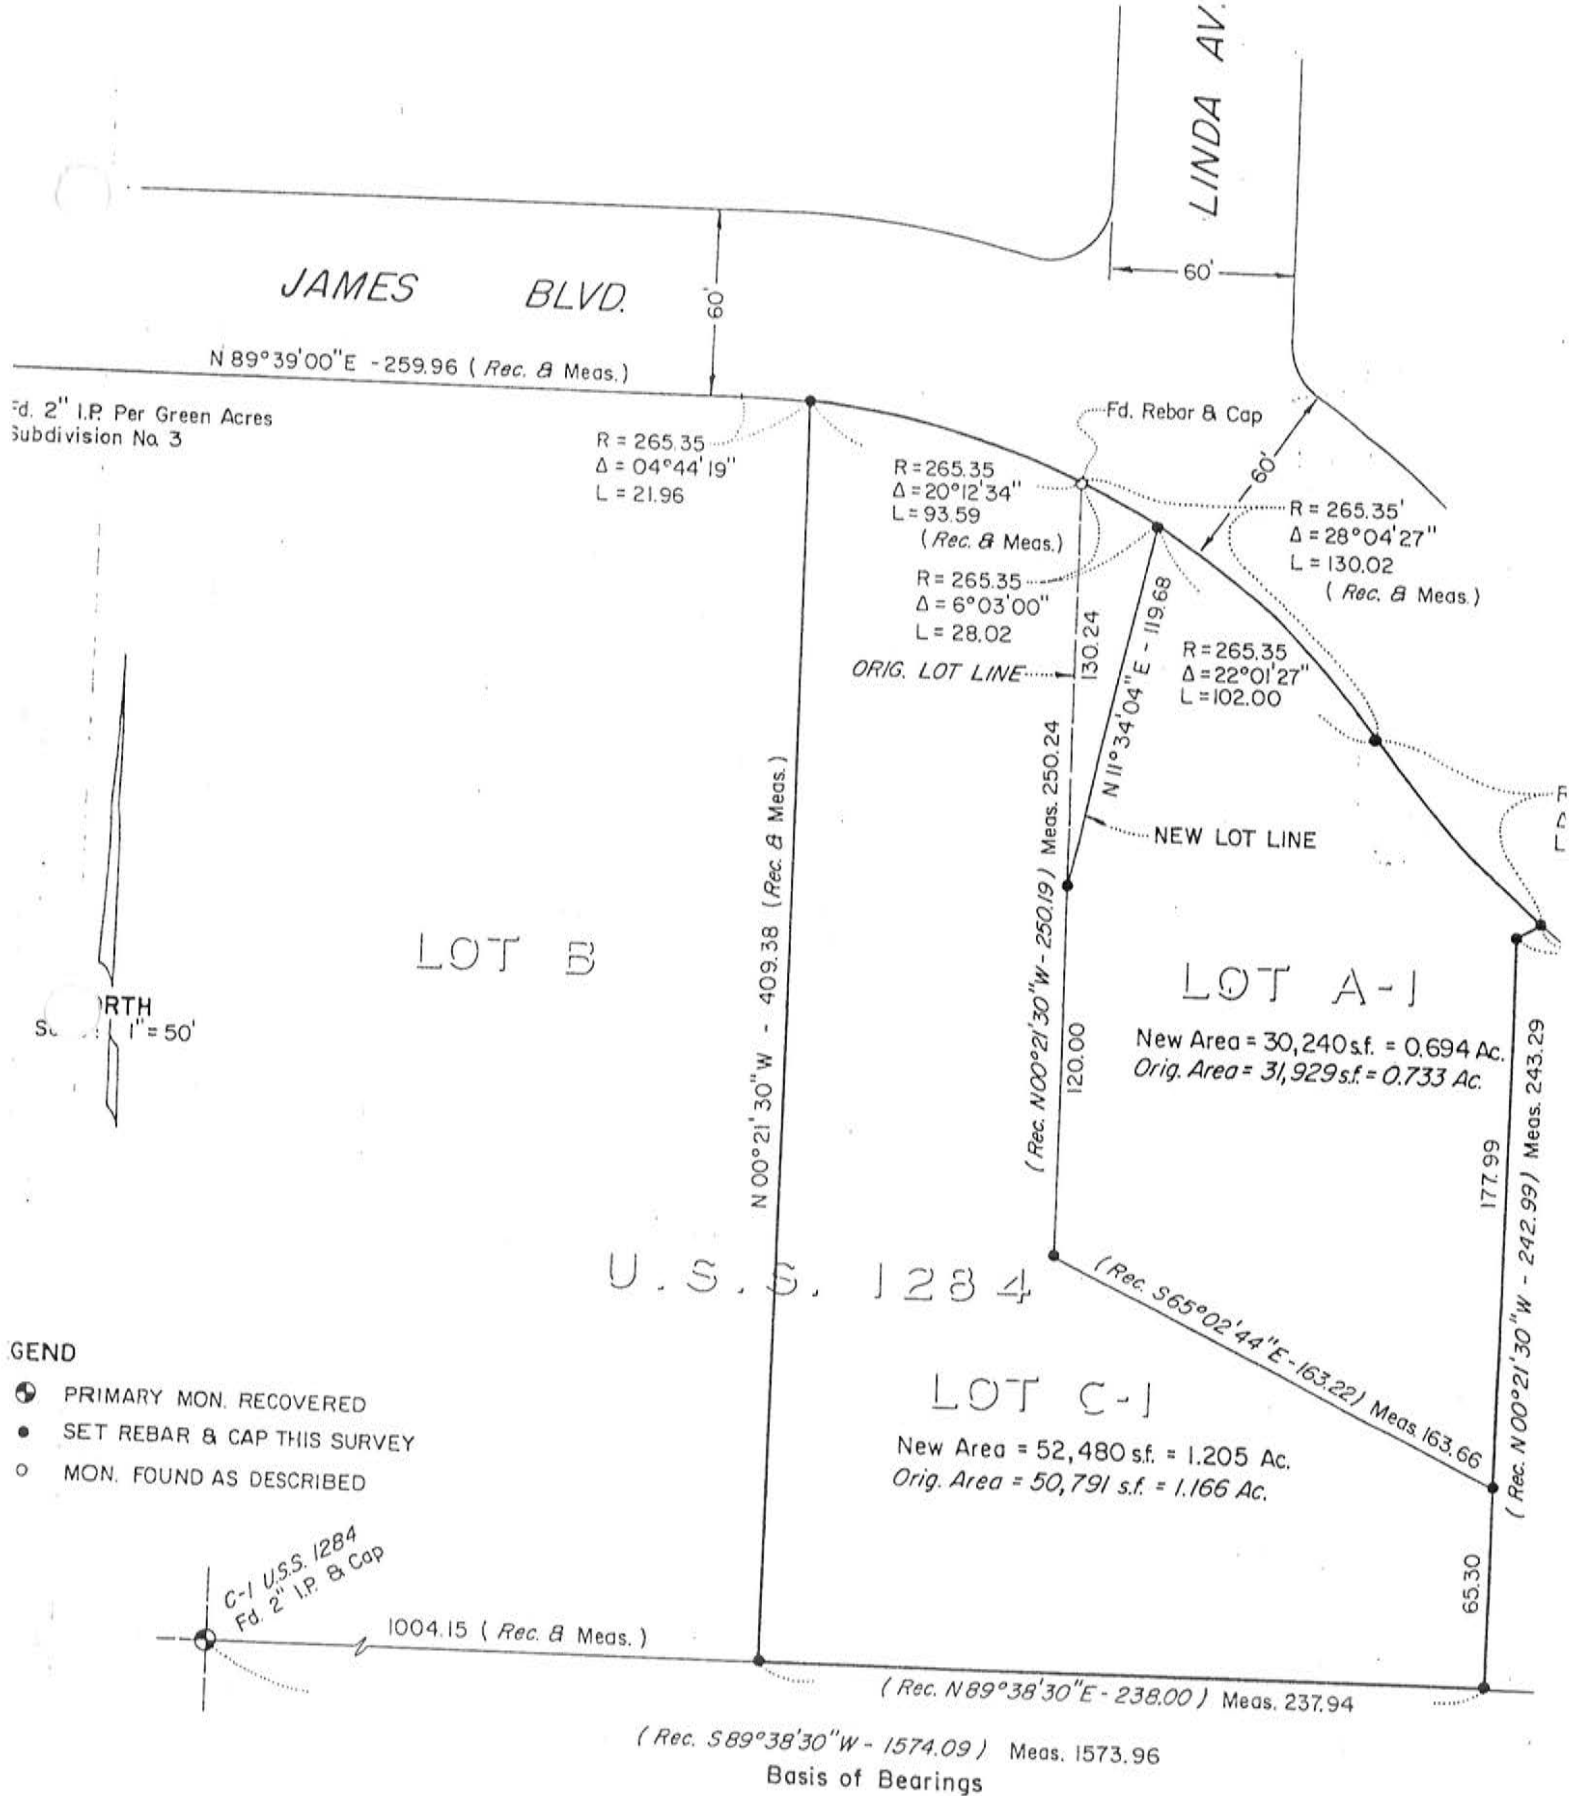 LINDA AV.
60'
JAMES BLVD.
60'
N 89°39'00"E - 259.96 (Rec. & Meas.)
Fd. 2" I.P. Per Green Acres
Subdivision No. 3
R = 265.35
Δ = 04°44'19"
L = 21.96
Fd. Rebar & Cap
60'
R = 265.35
Δ = 20°12'34"
L = 93.59
(Rec. & Meas.)
R = 265.35'
Δ = 28°04'27"
L = 130.02
(Rec. & Meas.)
R = 265.35
Δ = 6°03'00"
L = 28.02
ORIG. LOT LINE
130.24
N 11°34'04"E - 119.68
R = 265.35
Δ = 22°01'27"
L = 102.00
NEW LOT LINE
Δ
L
(Rec. N00°21'30"W - 250.19) Meas. 250.24
120.00
N 00°21'30"W - 409.38 (Rec. & Meas.)
LOT B
LOT A-1
New Area = 30,240 s.f. = 0.694 Ac.
Orig. Area = 31,929 s.f. = 0.733 Ac.
RTH
1" = 50'
177.99
(Rec. N00°21'30"W - 242.99) Meas. 243.29
U.S.S. 1284
(Rec. S65°02'44"E - 163.22) Meas. 163.66
LOT C-1
New Area = 52,480 s.f. = 1.205 Ac.
Orig. Area = 50,791 s.f. = 1.166 Ac.
65.30
GEND
PRIMARY MON. RECOVERED
SET REBAR & CAP THIS SURVEY
MON. FOUND AS DESCRIBED
C-1 U.S.S. 1284
Fd. 2" I.P. & Cap
1004.15 (Rec. & Meas.)
(Rec. N89°38'30"E - 238.00) Meas. 237.94
(Rec. S89°38'30"W - 1574.09) Meas. 1573.96
Basis of Bearings